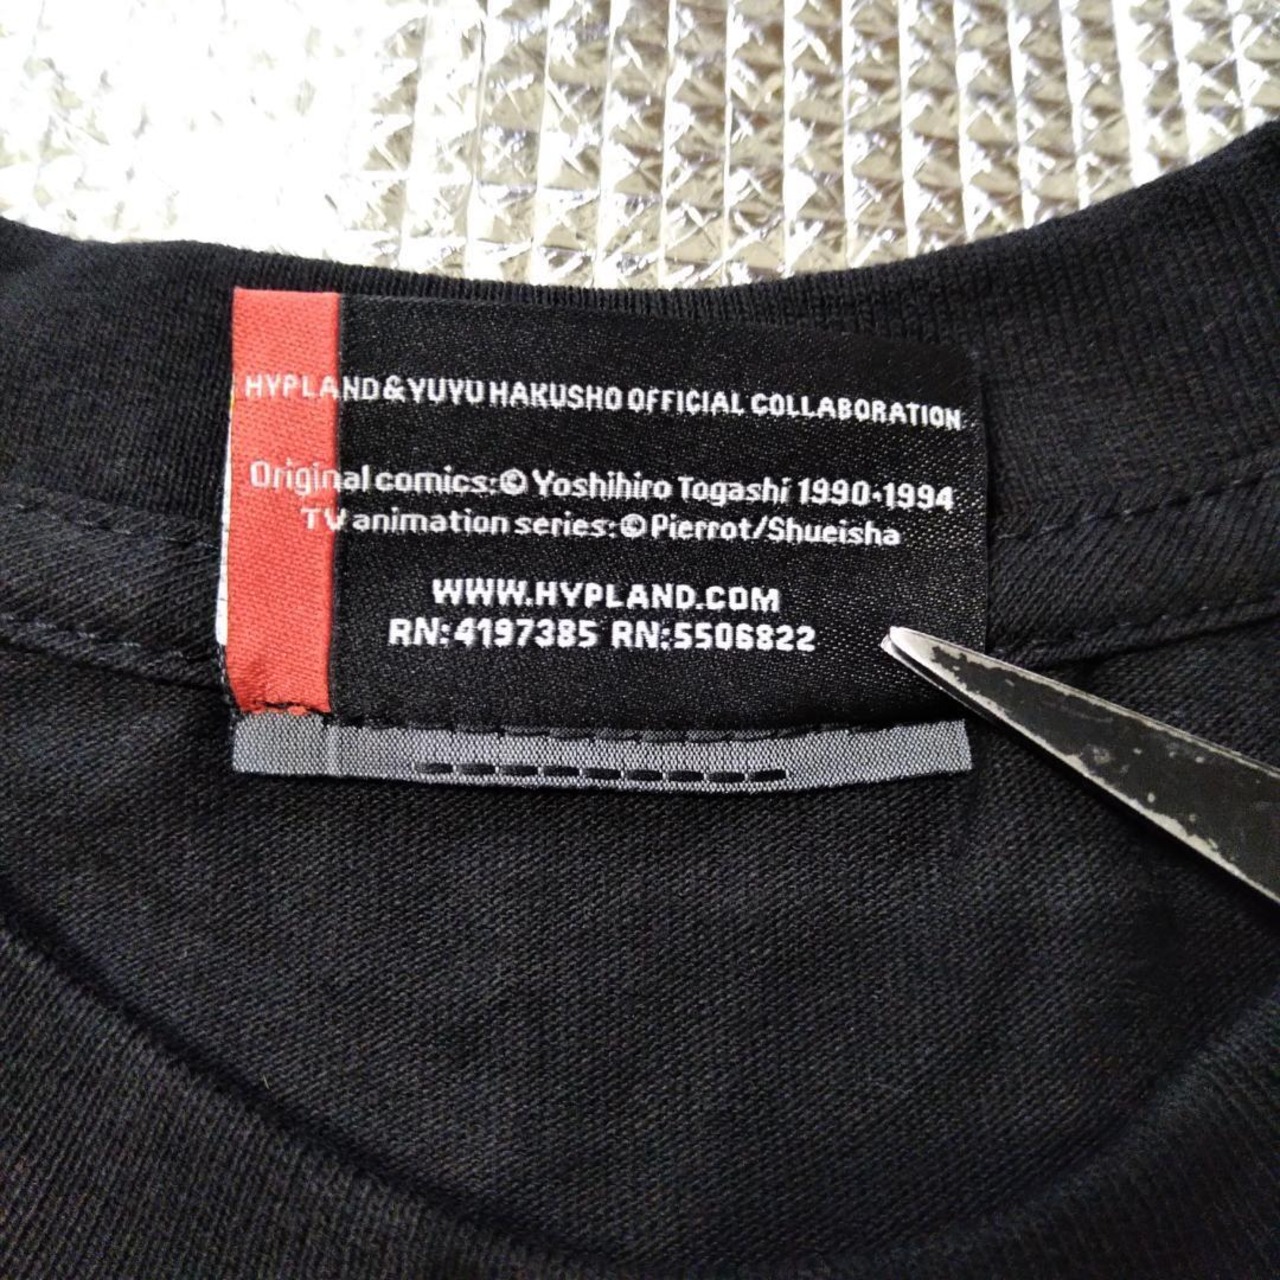 HYPLAND&YUYU HAKUSHO OFFICIAL COLLABORATION
Original comics:©Yoshihiro Togashi 1990·1994
TV animation series:©Pierrot/Shueisha
WWW.HYPLAND.COM
RN:4197385 RN:5506822